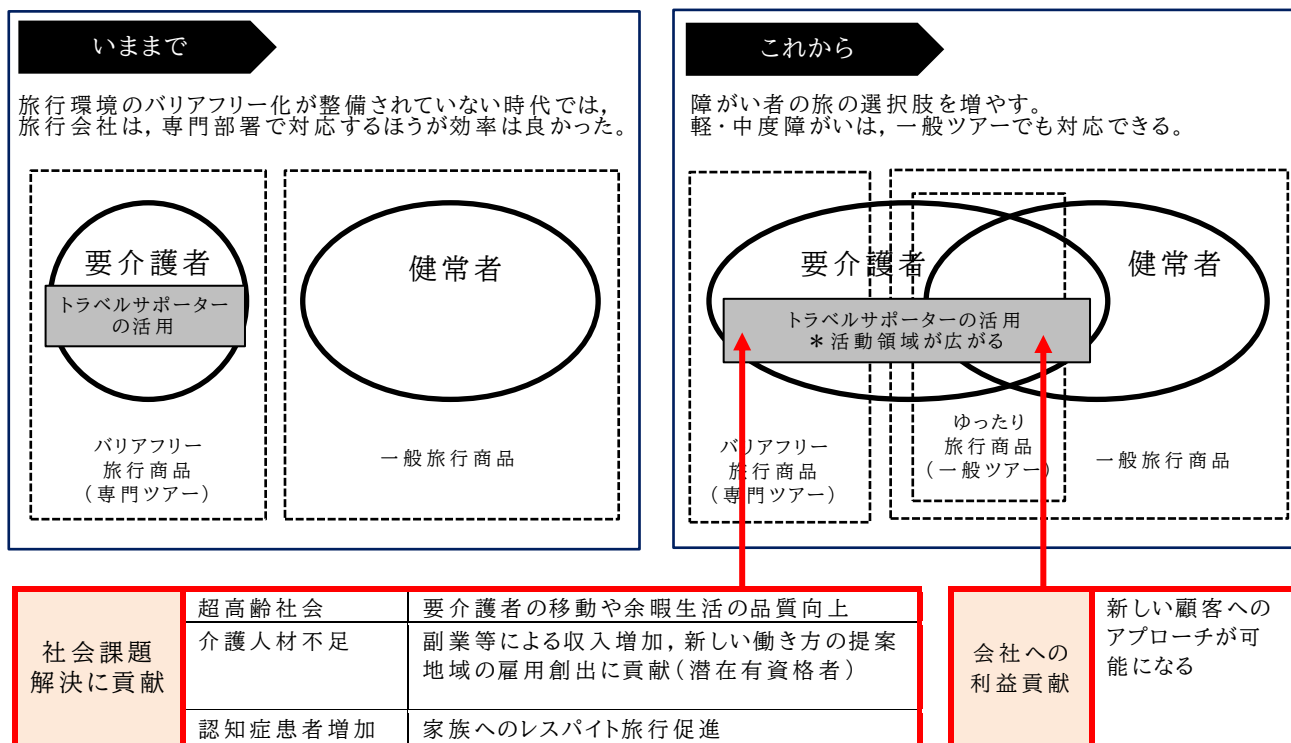 いままで
旅行環境のバリアフリー化が整備されていない時代では,
旅行会社は, 専門部署で対応するほうが効率は良かった。
要介護者
トラベルサポーター
の活用
健常者
バリアフリー
旅行商品
(専門ツアー)
一般旅行商品
これから
障がい者の旅の選択肢を増やす。
軽・中度障がいは, 一般ツアーでも対応できる。
要介護者
健常者
トラベルサポーターの活用
＊活動領域が広がる
バリアフリー
旅行商品
(専門ツアー)
ゆったり
旅行商品
(一般ツアー)
一般旅行商品
社会課題
解決に貢献
超高齢社会
要介護者の移動や余暇生活の品質向上
介護人材不足
副業等による収入増加, 新しい働き方の提案
地域の雇用創出に貢献(潜在有資格者)
認知症患者増加
家族へのレスパイト旅行促進
会社への
利益貢献
新しい顧客への
アプローチが可
能になる